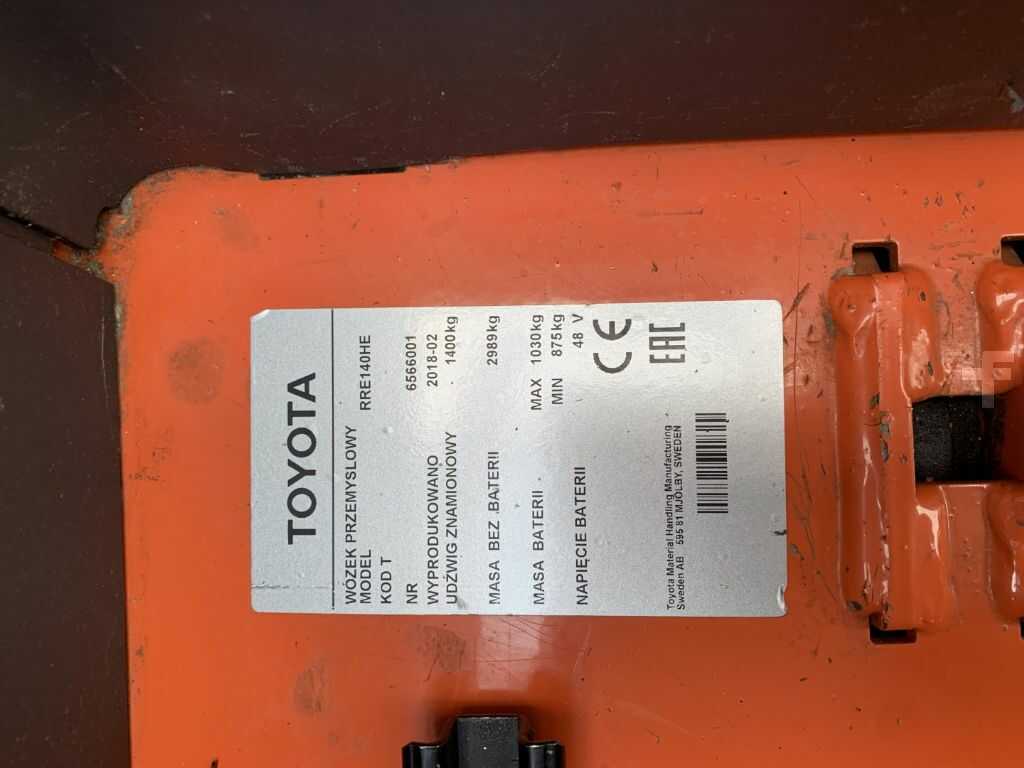 TOYOTA
WÓZEK PRZEMYSŁOWY
MODEL RRE140HE
KOD T
NR 6566001
WYPRODUKOWANO 2018-02
UDŹWIG ZNAMIONOWY 1400kg
MASA BEZ BATERII 2989kg
MASA BATERII MAX 1030kg
MIN 875kg
NAPIĘCIE BATERII 48 V
CE
EAC
Toyota Material Handling Manufacturing
Sweden AB 595 81 MJÖLBY, SWEDEN
F